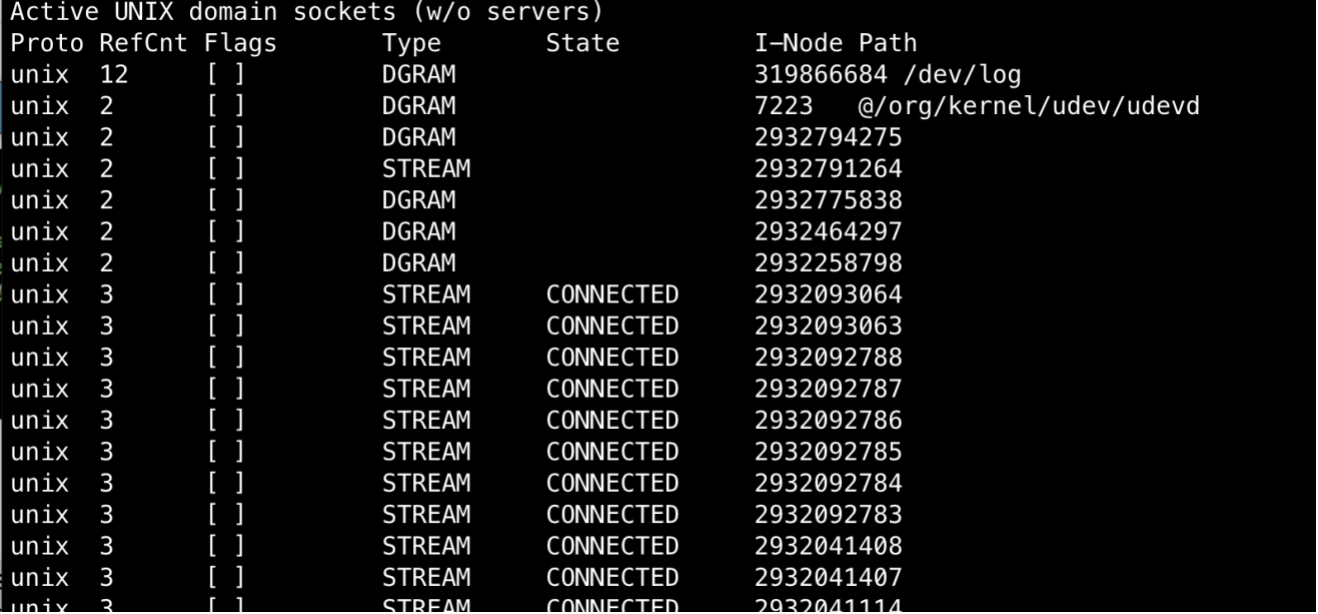 Active UNIX domain sockets (w/o servers)
Proto RefCnt Flags       Type       State         I-Node Path
unix  12     [ ]         DGRAM                    319866684 /dev/log
unix  2      [ ]         DGRAM                    7223   @/org/kernel/udev/udevd
unix  2      [ ]         DGRAM                    2932794275
unix  2      [ ]         STREAM                   2932791264
unix  2      [ ]         DGRAM                    2932775838
unix  2      [ ]         DGRAM                    2932464297
unix  2      [ ]         DGRAM                    2932258798
unix  3      [ ]         STREAM     CONNECTED     2932093064
unix  3      [ ]         STREAM     CONNECTED     2932093063
unix  3      [ ]         STREAM     CONNECTED     2932092788
unix  3      [ ]         STREAM     CONNECTED     2932092787
unix  3      [ ]         STREAM     CONNECTED     2932092786
unix  3      [ ]         STREAM     CONNECTED     2932092785
unix  3      [ ]         STREAM     CONNECTED     2932092784
unix  3      [ ]         STREAM     CONNECTED     2932092783
unix  3      [ ]         STREAM     CONNECTED     2932041408
unix  3      [ ]         STREAM     CONNECTED     2932041407
unix  3      [ ]         STREAM     CONNECTED     2932041114